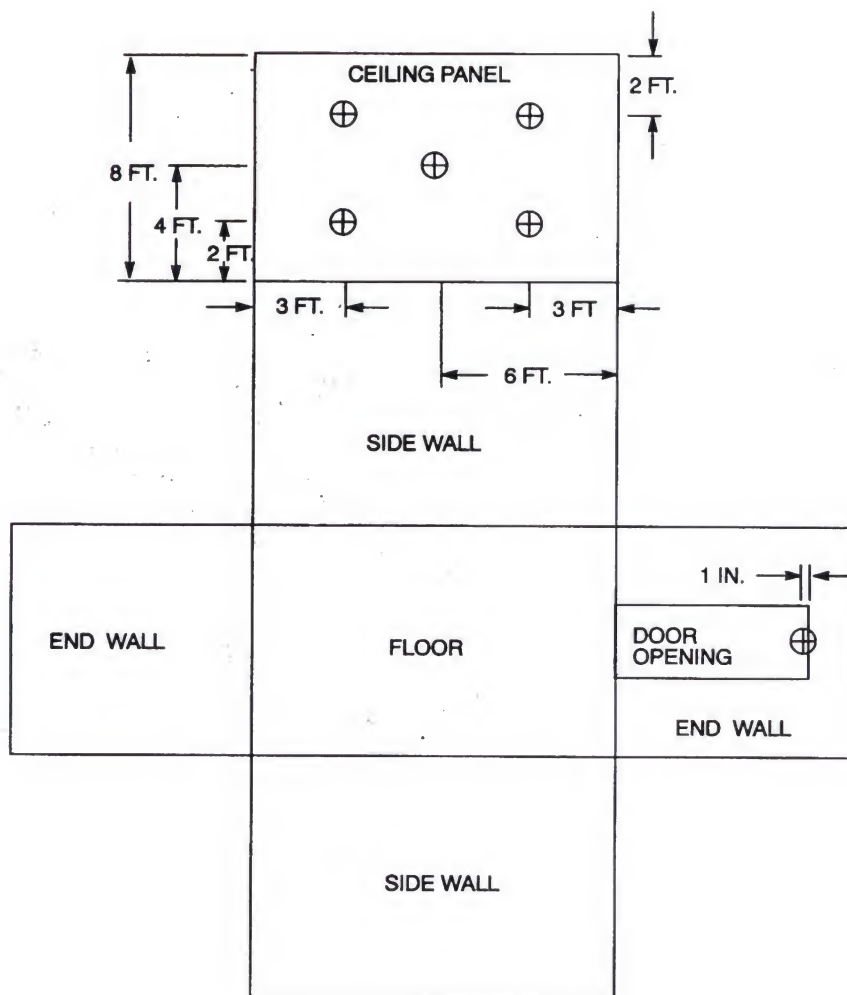 CEILING PANEL
2 FT.
8 FT.
4 FT.
2 FT.
3 FT.
3 FT
6 FT.
SIDE WALL
1 IN.
END WALL
FLOOR
DOOR
OPENING
END WALL
SIDE WALL